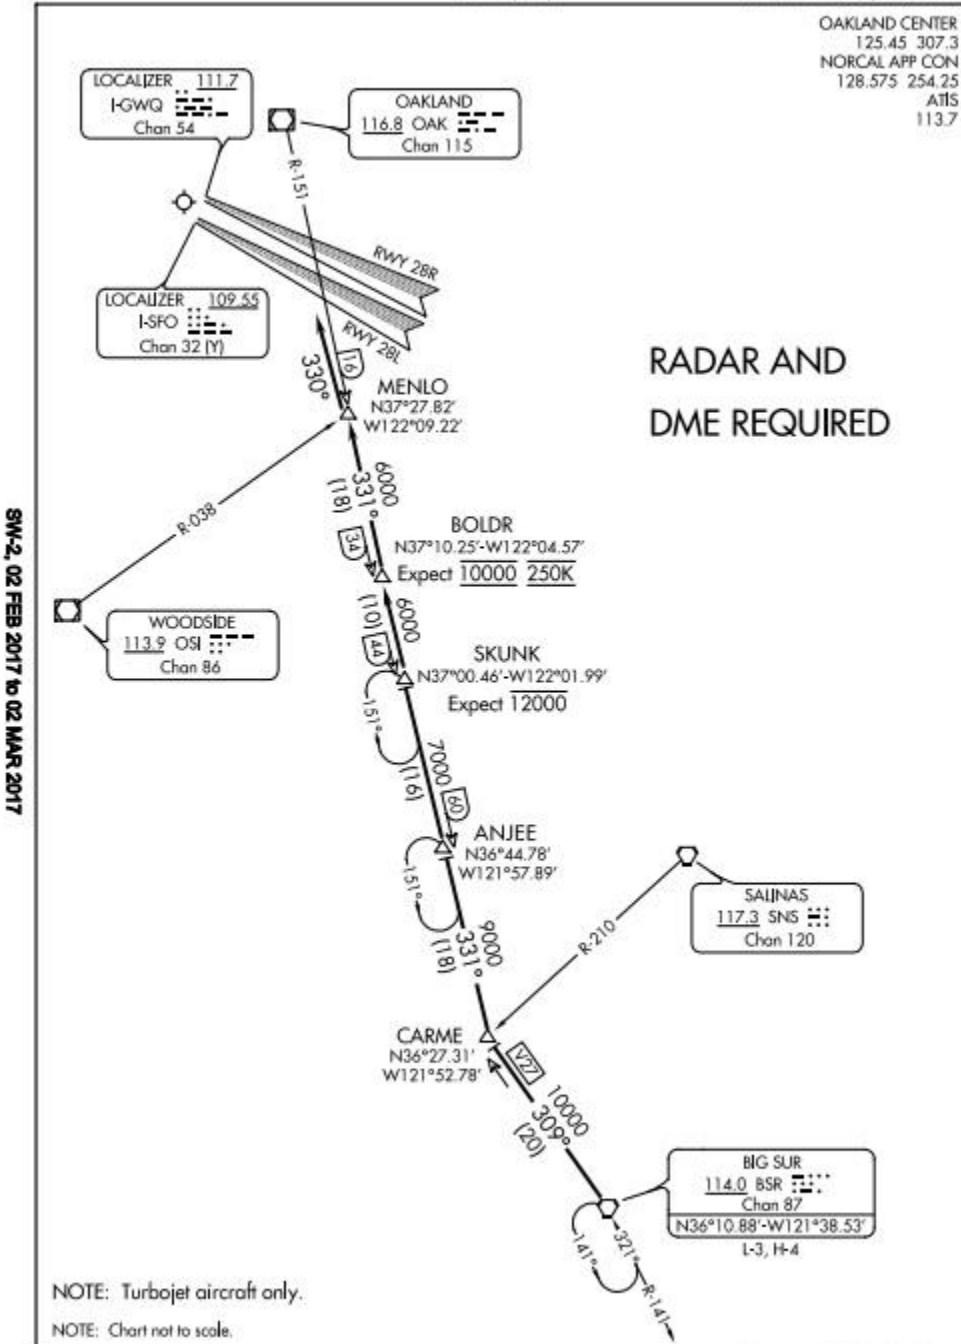 OAKLAND CENTER
125.45 307.3
NORCAL APP CON
128.575 254.25
ATIS
113.7
LOCALIZER 111.7
I-GWQ
Chan 54
OAKLAND
116.8 OAK
Chan 115
R-151
RWY 28R
LOCALIZER 109.55
I-SFO
Chan 32 (Y)
RWY 28L
330°
16
MENLO
N37°27.82'
W122°09.22'
RADAR AND
DME REQUIRED
6000
331°
(18)
R-038
34
BOLDR
N37°10.25'-W122°04.57'
Expect 10000 250K
6000
(10)
44
WOODSIDE
113.9 OSI
Chan 86
SKUNK
N37°00.46'-W122°01.99'
Expect 12000
151°
7000
(16)
60
ANJEE
N36°44.78'
W121°57.89'
151°
9000
331°
(18)
SALINAS
117.3 SNS
Chan 120
R-210
CARME
N36°27.31'
W121°52.78'
V27
10000
309°
(20)
BIG SUR
114.0 BSR
Chan 87
N36°10.88'-W121°38.53'
L-3, H-4
141°
321°
R-141
NOTE: Turbojet aircraft only.
NOTE: Chart not to scale.
SW-2, 02 FEB 2017 to 02 MAR 2017